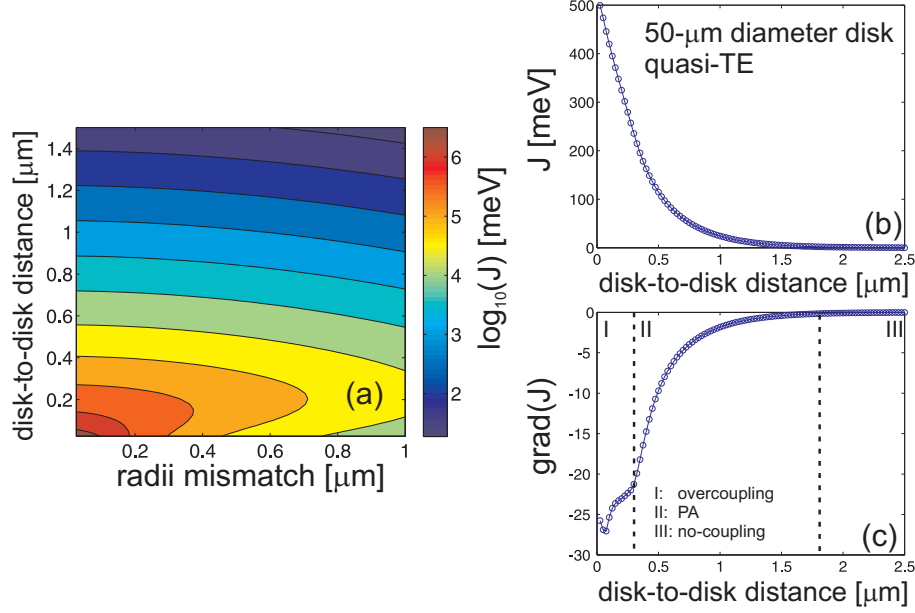 disk-to-disk distance [μm]
1.4
1.2
1
0.8
0.6
0.4
0.2
0.2
0.4
0.6
0.8
1
radii mismatch [μm]
(a)
6
5
4
3
2
log₁₀(J) [meV]
50-μm diameter disk
quasi-TE
J [meV]
500
400
300
200
100
0
0
0.5
1
1.5
2
2.5
disk-to-disk distance [μm]
(b)
I
II
III
grad(J)
0
-5
-10
-15
-20
-25
-30
I: overcoupling
II: PA
III: no-coupling
(c)
0
0.5
1
1.5
2
2.5
disk-to-disk distance [μm]